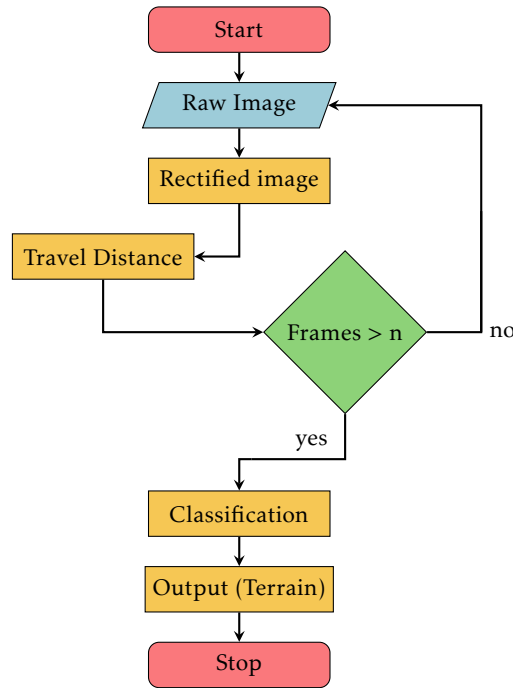 Start
Raw Image
Rectified image
Travel Distance
Frames > n
no
yes
Classification
Output (Terrain)
Stop